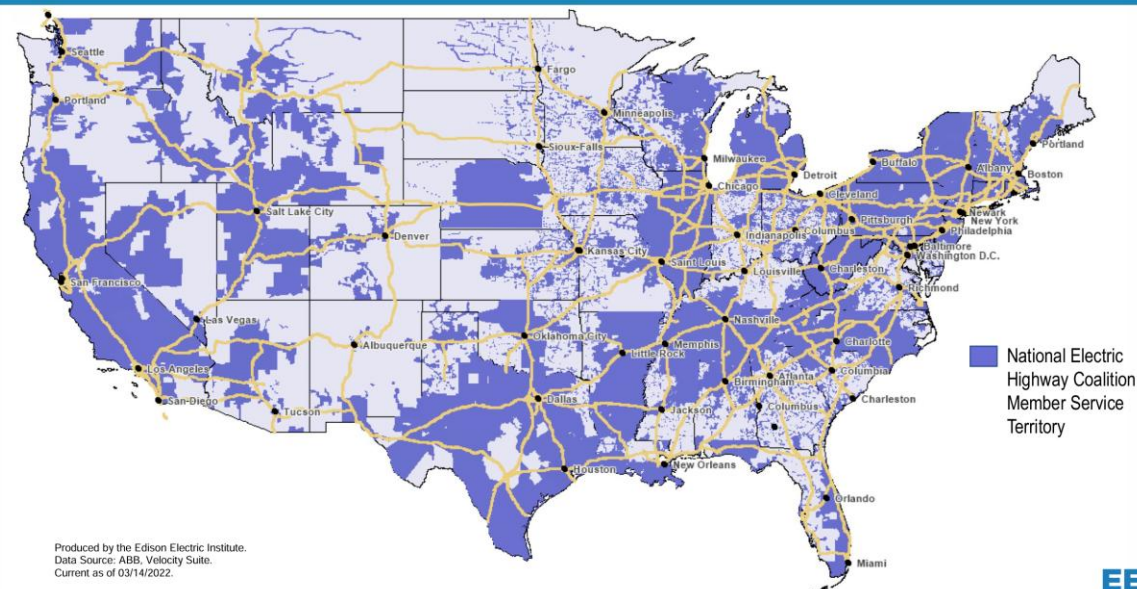 Seattle
Portland
Fargo
Minneapolis
Sioux Falls
Milwaukee
Detroit
Chicago
Buffalo
Albany
Portland
Boston
Cleveland
Newark
New York
Pittsburgh
Philadelphia
Salt Lake City
Denver
Kansas City
Indianapolis
Columbus
Baltimore
Washington D.C.
Saint Louis
Louisville
Charleston
Richmond
San Francisco
Las Vegas
Albuquerque
Oklahoma City
Nashville
Memphis
Little Rock
Charlotte
Los Angeles
San Diego
Tucson
Dallas
Birmingham
Atlanta
Columbia
Jackson
Columbus
Charleston
Houston
New Orleans
Orlando
Miami
National Electric
Highway Coalition
Member Service
Territory
Produced by the Edison Electric Institute.
Data Source: ABB, Velocity Suite.
Current as of 03/14/2022.